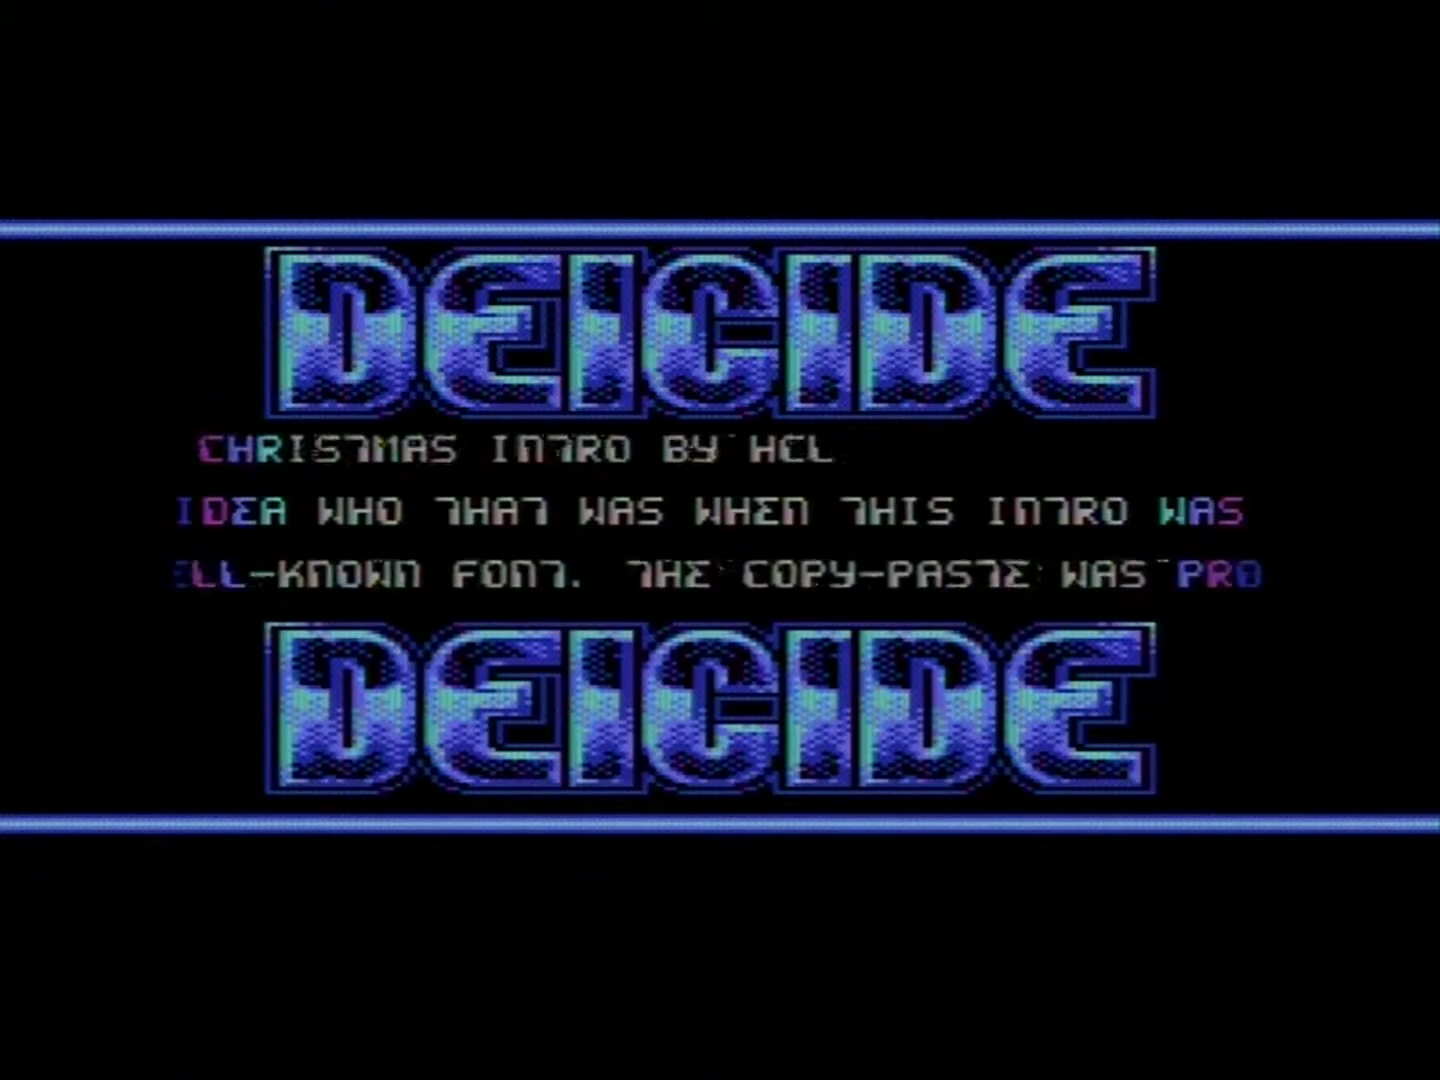 DEICIDE
CHRISTMAS INTRO BY HCL
IDEA WHO THAT WAS WHEN THIS INTRO WAS
ELL-KNOWN FONT. THE COPY-PASTE WAS PRO
DEICIDE